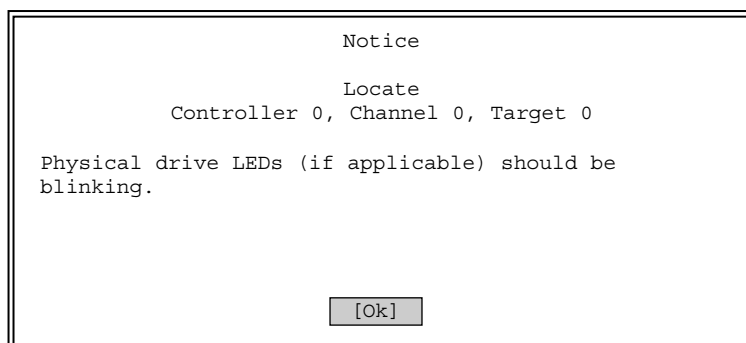 Notice
Locate
Controller 0, Channel 0, Target 0
Physical drive LEDs (if applicable) should be
blinking.
[Ok]